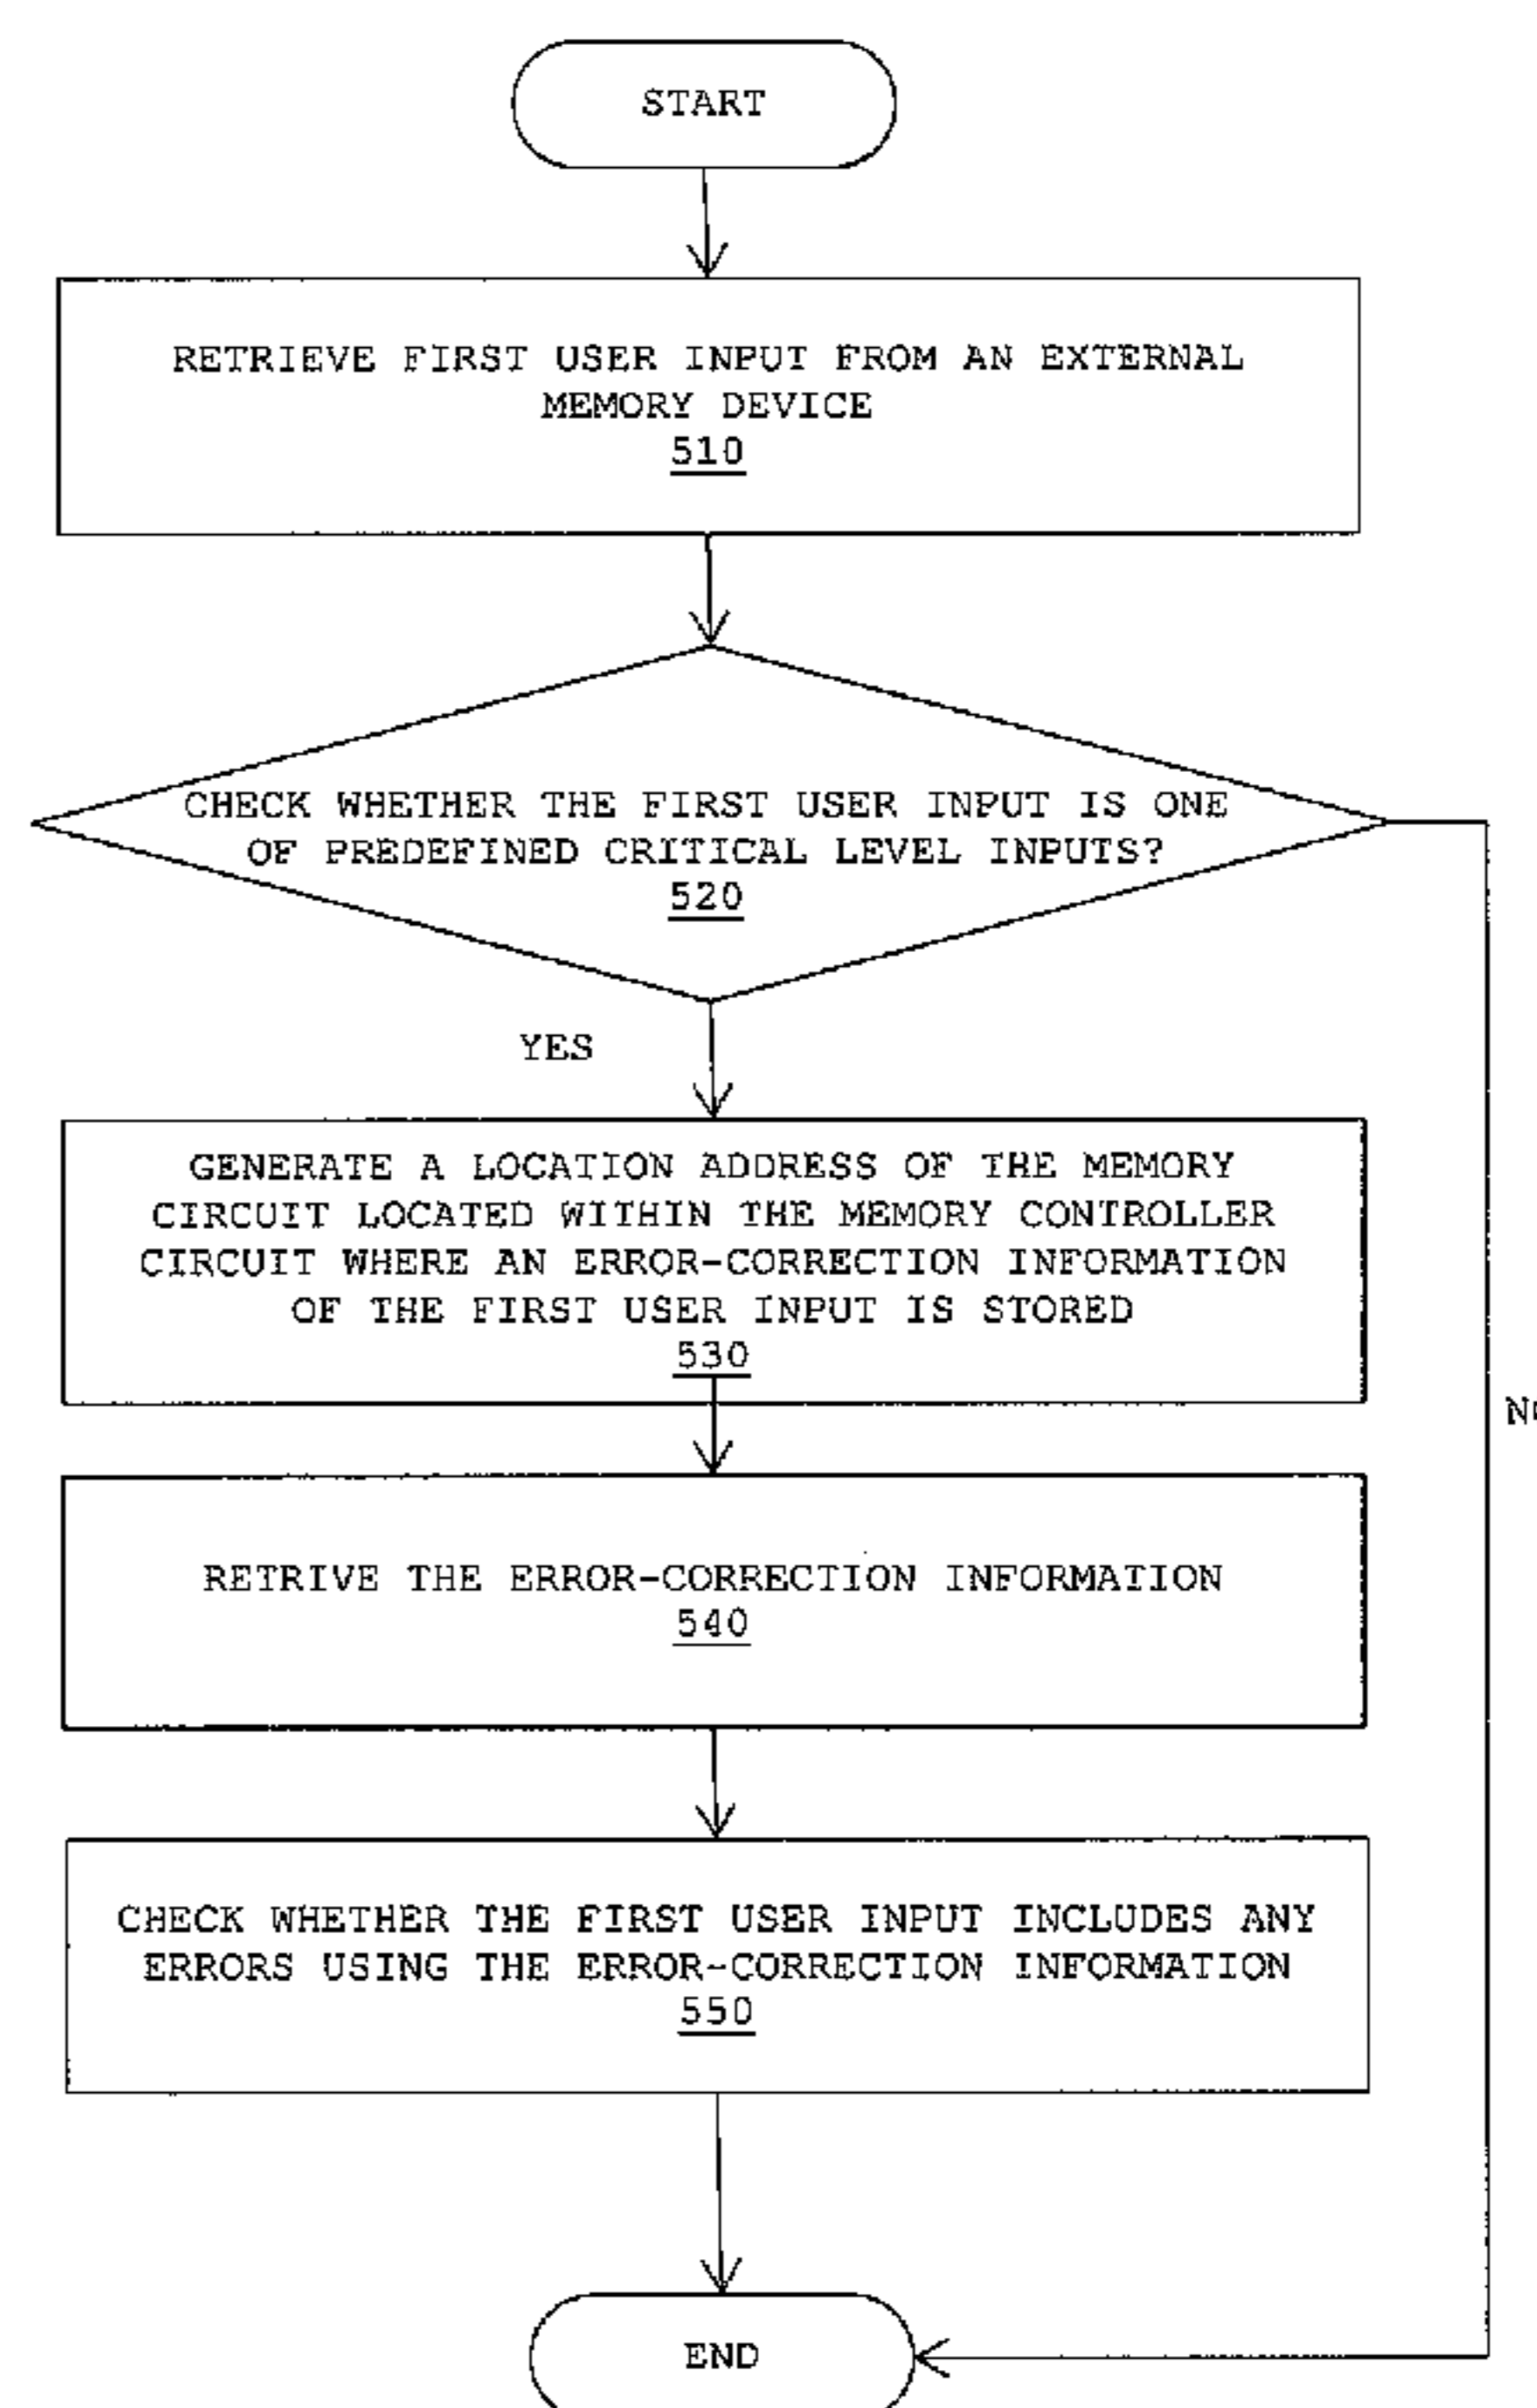 START
RETRIEVE FIRST USER INPUT FROM AN EXTERNAL
MEMORY DEVICE
510
CHECK WHETHER THE FIRST USER INPUT IS ONE
OF PREDEFINED CRITICAL LEVEL INPUTS?
520
YES
GENERATE A LOCATION ADDRESS OF THE MEMORY
CIRCUIT LOCATED WITHIN THE MEMORY CONTROLLER
CIRCUIT WHERE AN ERROR-CORRECTION INFORMATION
OF THE FIRST USER INPUT IS STORED
530
RETRIVE THE ERROR-CORRECTION INFORMATION
540
CHECK WHETHER THE FIRST USER INPUT INCLUDES ANY
ERRORS USING THE ERROR-CORRECTION INFORMATION
550
END